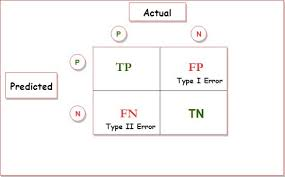 Actual
P N
Predicted
P TP FP
Type I Error
N FN TN
Type II Error